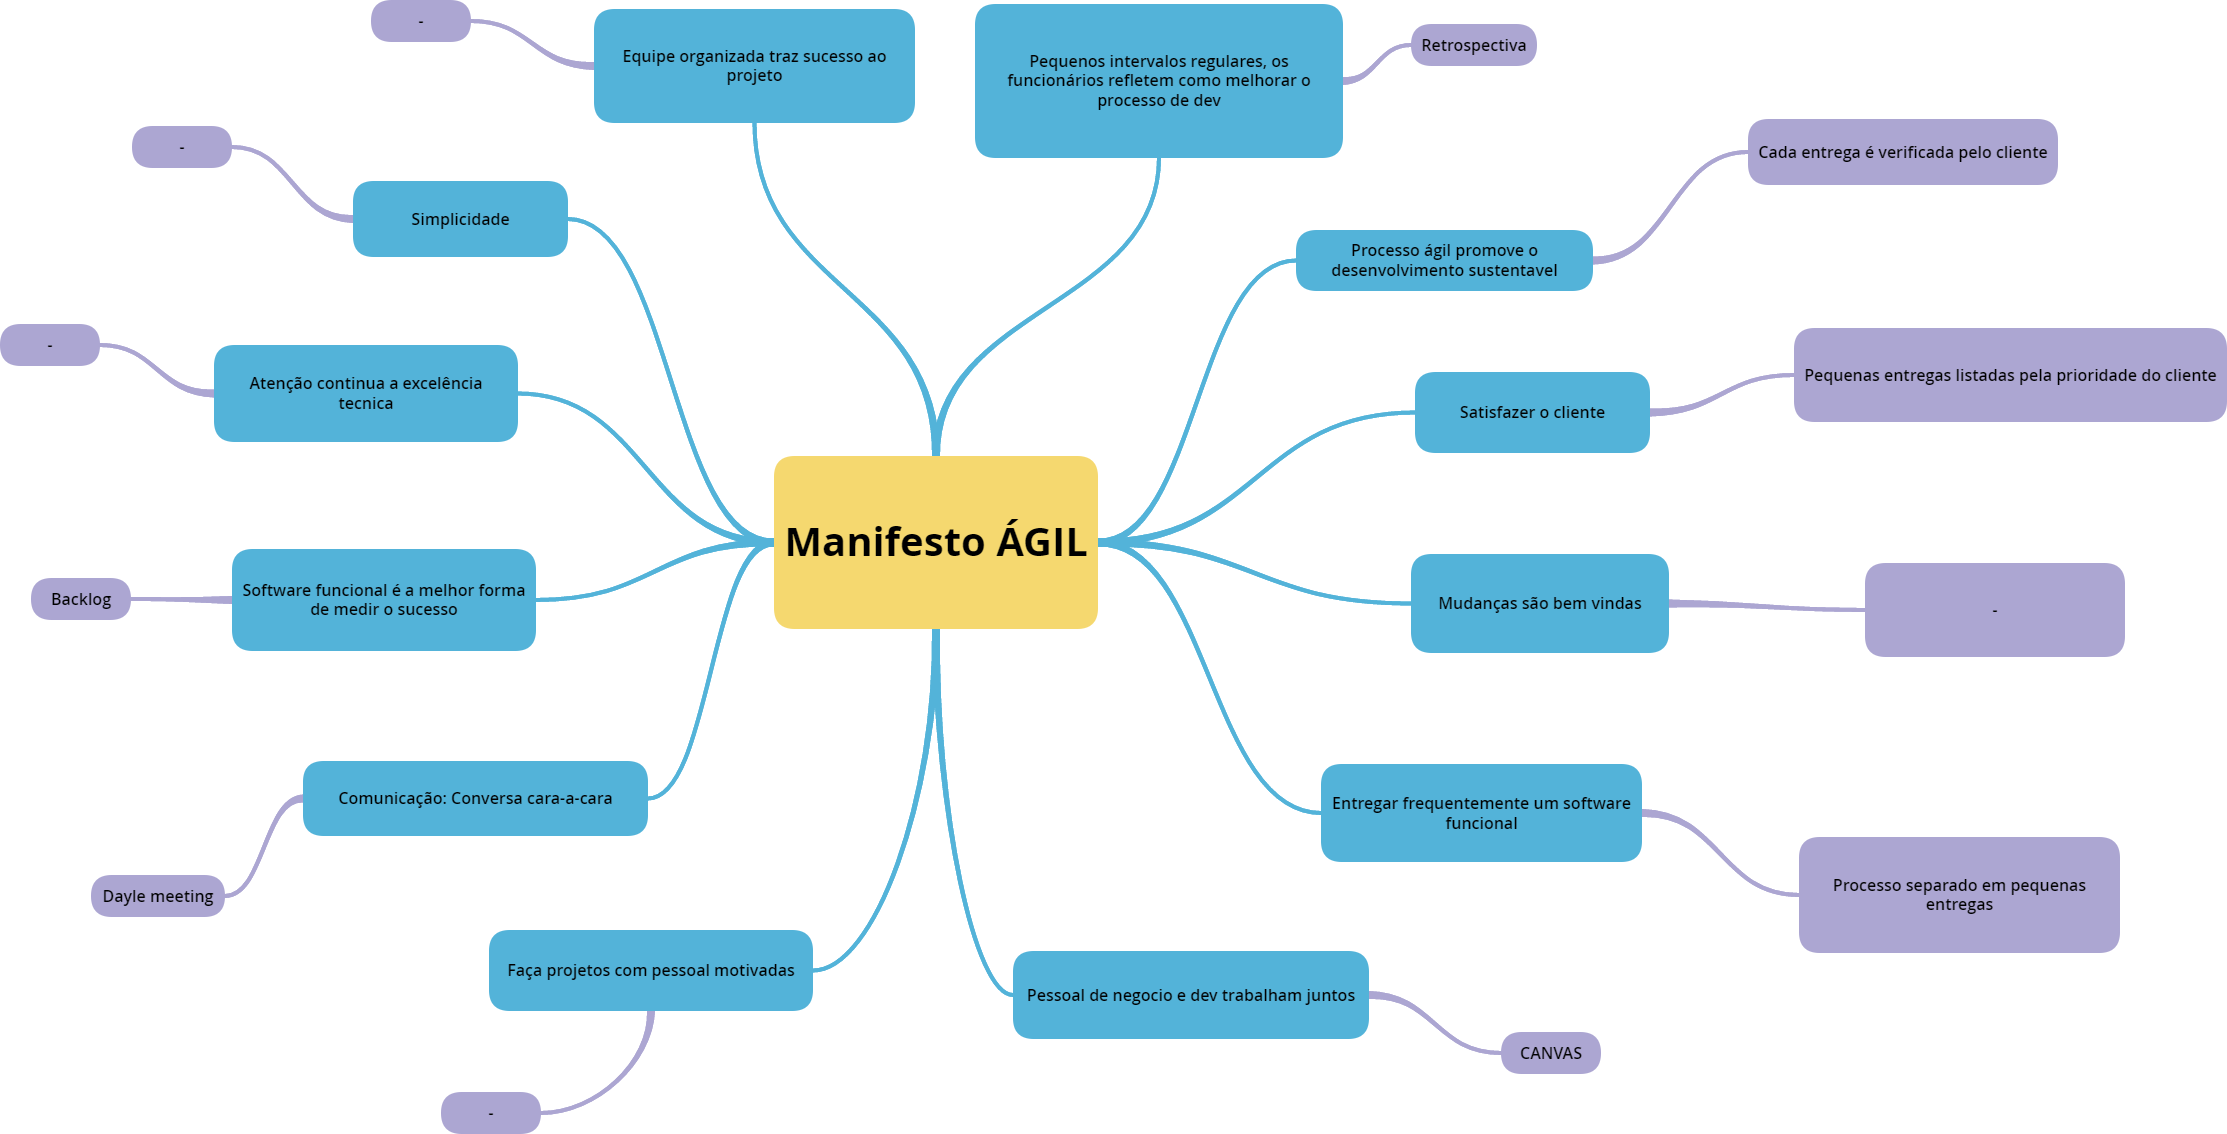 -
Equipe organizada traz sucesso ao
projeto
Pequenos intervalos regulares, os
funcionários refletem como melhorar o
processo de dev
Retrospectiva
-
Simplicidade
Cada entrega é verificada pelo cliente
Processo ágil promove o
desenvolvimento sustentavel
-
Atenção continua a excelência
tecnica
Satisfazer o cliente
Pequenas entregas listadas pela prioridade do cliente
Manifesto ÁGIL
Backlog
Software funcional é a melhor forma
de medir o sucesso
Mudanças são bem vindas
-
Comunicação: Conversa cara-a-cara
Dayle meeting
Entregar frequentemente um software
funcional
Processo separado em pequenas
entregas
Faça projetos com pessoal motivadas
-
Pessoal de negocio e dev trabalham juntos
CANVAS